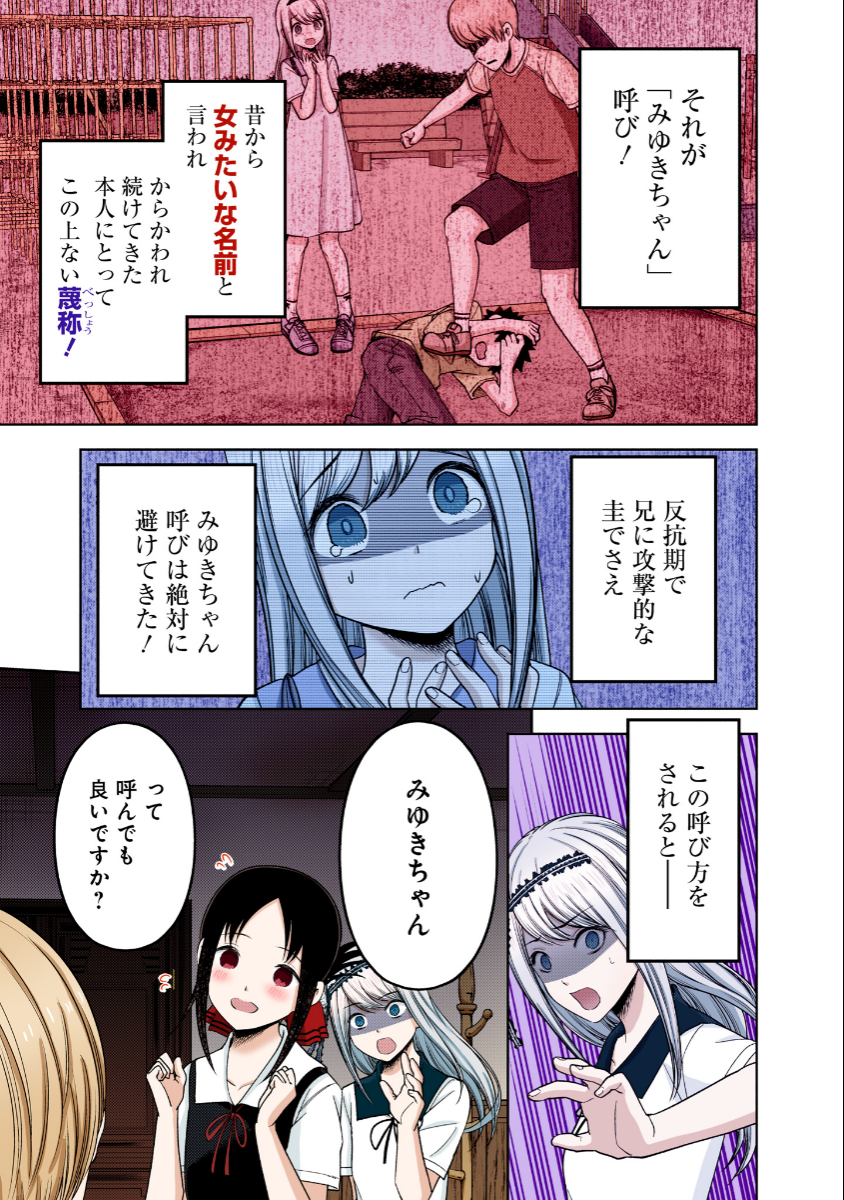 それが
「みゆきちゃん」
呼び！
昔から
女みたいな名前と
言われ
からかわれ
続けてきた
本人にとって
この上ない蔑称！
べっしょう
反抗期で
兄に攻撃的な
圭でさえ
みゆきちゃん
呼びは絶対に
避けてきた！
この呼び方を
されると──
みゆきちゃん
って
呼んでも
良いですか？